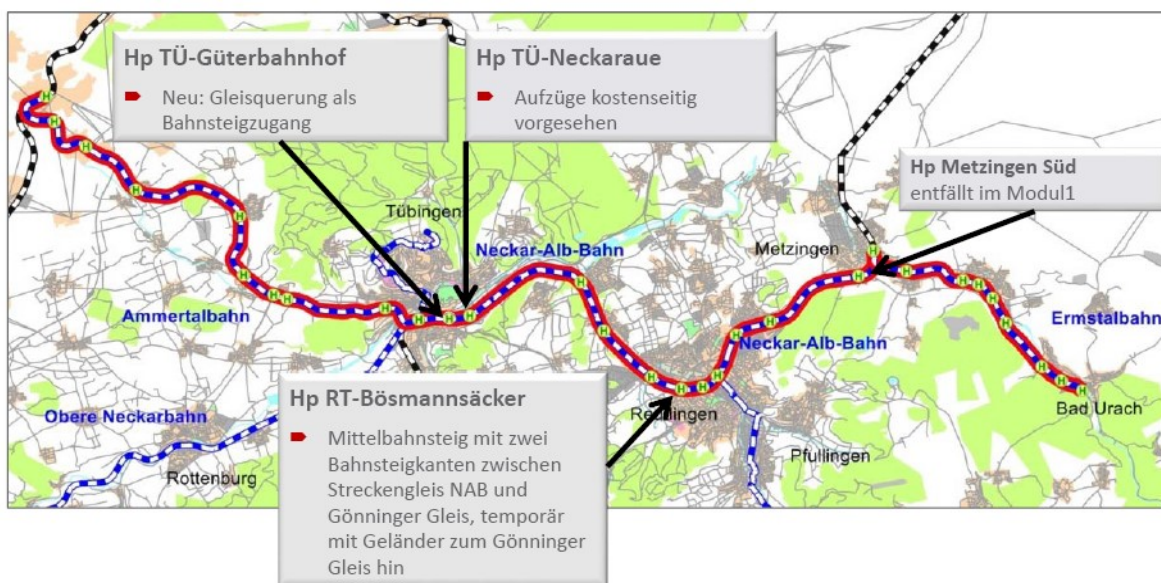 Hp TÜ-Güterbahnhof
Neu: Gleisquerung als
Bahnsteigzugang
Hp TÜ-Neckaraue
Aufzüge kostenseitig
vorgesehen
Hp Metzingen Süd
entfällt im Modul1
Tübingen
Neckar-Alb-Bahn
Metzingen
Ammertalbahn
Ermstalbahn
Neckar-Alb-Bahn
Hp RT-Bösmannsäcker
Mittelbahnsteig mit zwei
Bahnsteigkanten zwischen
Streckengleis NAB und
Gönninger Gleis, temporär
mit Geländer zum Gönninger
Gleis hin
Reutlingen
Bad Urach
Obere Neckarbahn
Rottenburg
Pfullingen